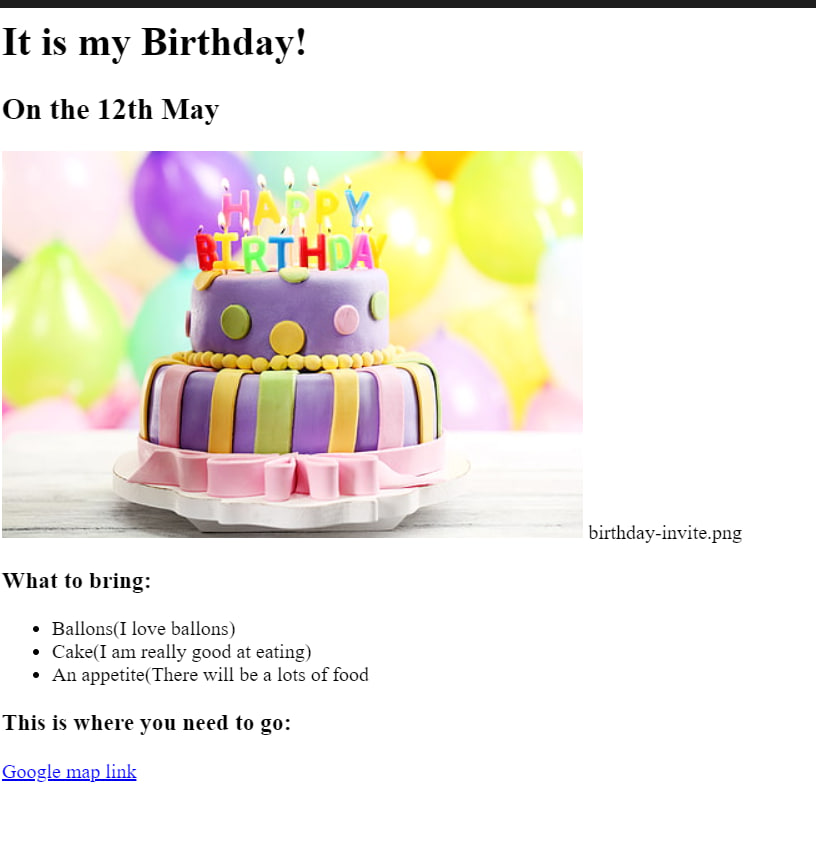 It is my Birthday!
On the 12th May
HAPPY
BIRTHDAY
birthday-invite.png
What to bring:
Ballons(I love ballons)
Cake(I am really good at eating)
An appetite(There will be a lots of food
This is where you need to go:
Google map link